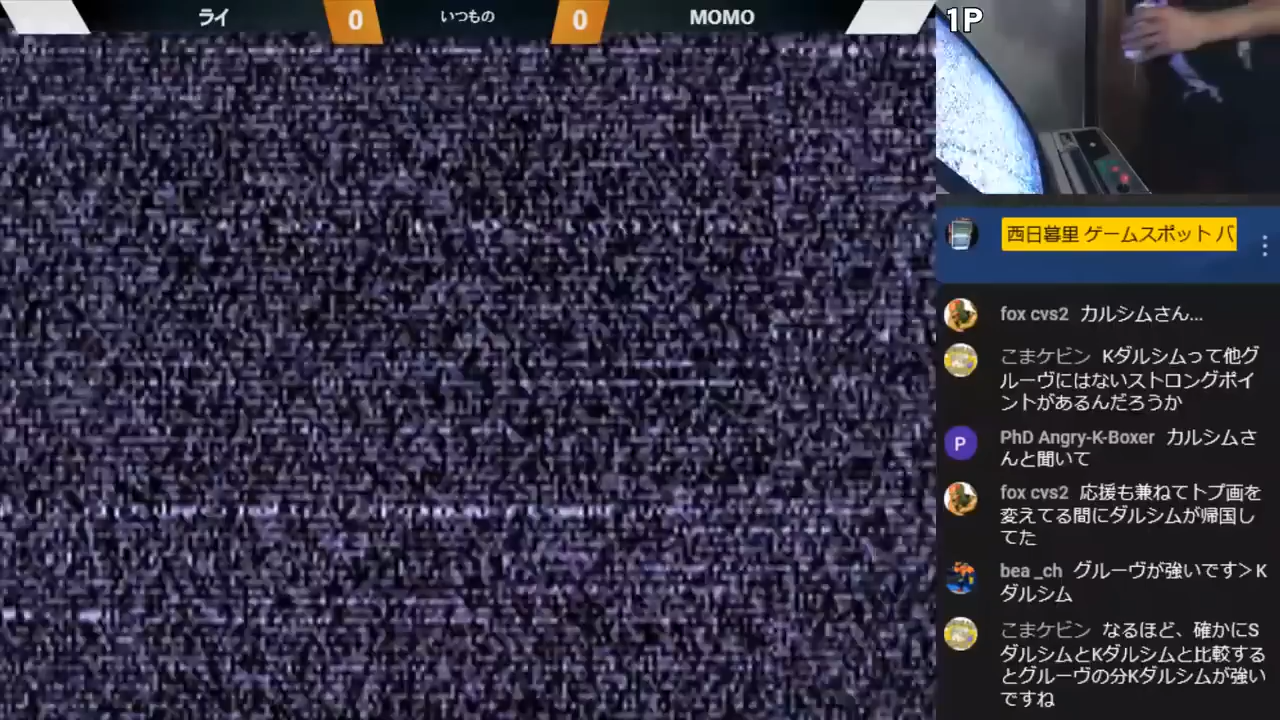 ライ 0 いつもの 0 MOMO
1P
西日暮里 ゲームスポット バ
fox cvs2 カルシムさん...
こまケビン Kダルシムって他グ
ルーヴにはないストロングポイ
ントがあるんだろうか
P PhD Angry-K-Boxer カルシムさ
んと聞いて
fox cvs2 応援も兼ねてトプ画を
変えてる間にダルシムが帰国し
てた
bea _ch グルーヴが強いです＞K
ダルシム
こまケビン なるほど、確かにS
ダルシムとKダルシムと比較する
とグルーヴの分Kダルシムが強い
ですね